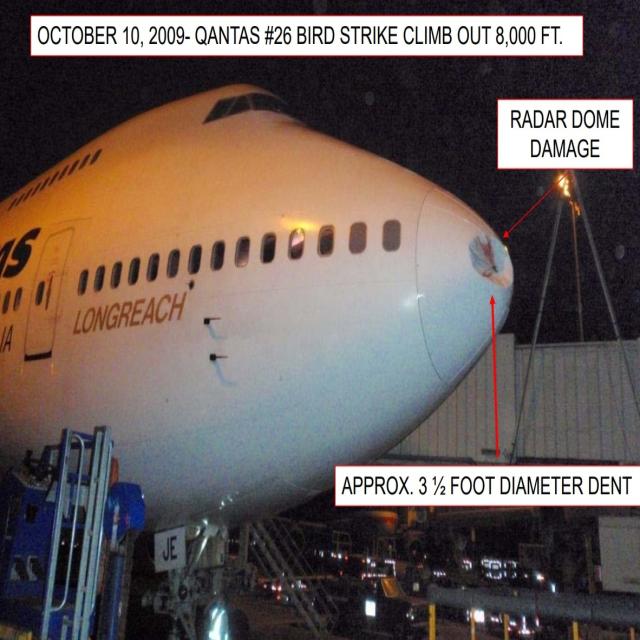 OCTOBER 10, 2009- QANTAS #26 BIRD STRIKE CLIMB OUT 8,000 FT.
RADAR DOME
DAMAGE
AS
LONGREACH
IA
APPROX. 3 ½ FOOT DIAMETER DENT
JE